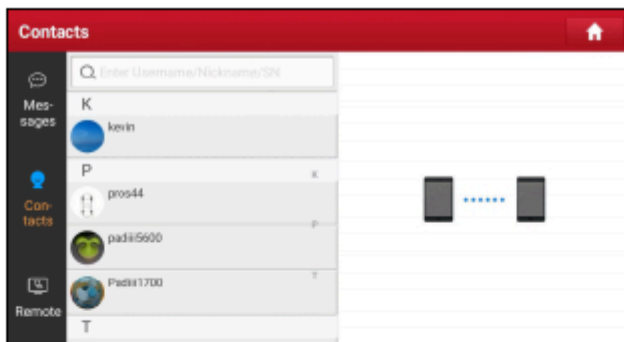 Contacts
Enter Username/Nickname/SN
Mes-
sages
Con-
tacts
Remote
K
kevin
P
pros44
padiii5600
Padiii1700
T
K
P
T